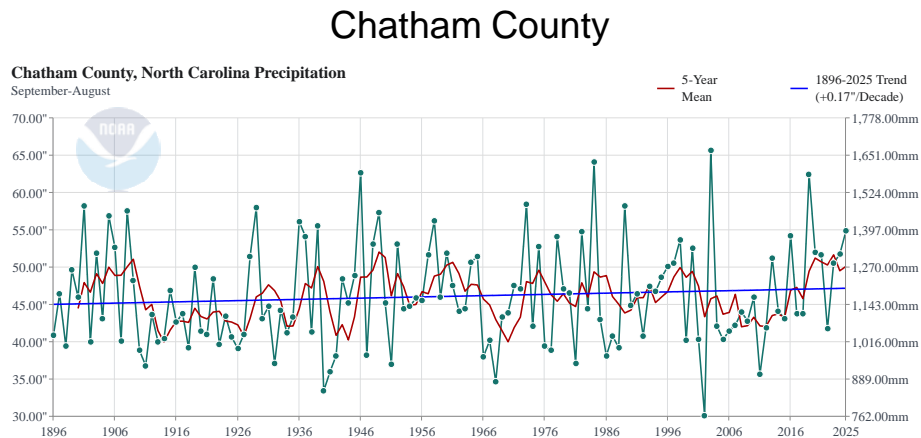 Chatham County
Chatham County, North Carolina Precipitation
September-August
5-Year
Mean
1896-2025 Trend
(+0.17"/Decade)
NOAA
70.00"
1,778.00mm
65.00"
1,651.00mm
60.00"
1,524.00mm
55.00"
1,397.00mm
50.00"
1,270.00mm
45.00"
1,143.00mm
40.00"
1,016.00mm
35.00"
889.00mm
30.00"
762.00mm
1896 1906 1916 1926 1936 1946 1956 1966 1976 1986 1996 2006 2016 2025